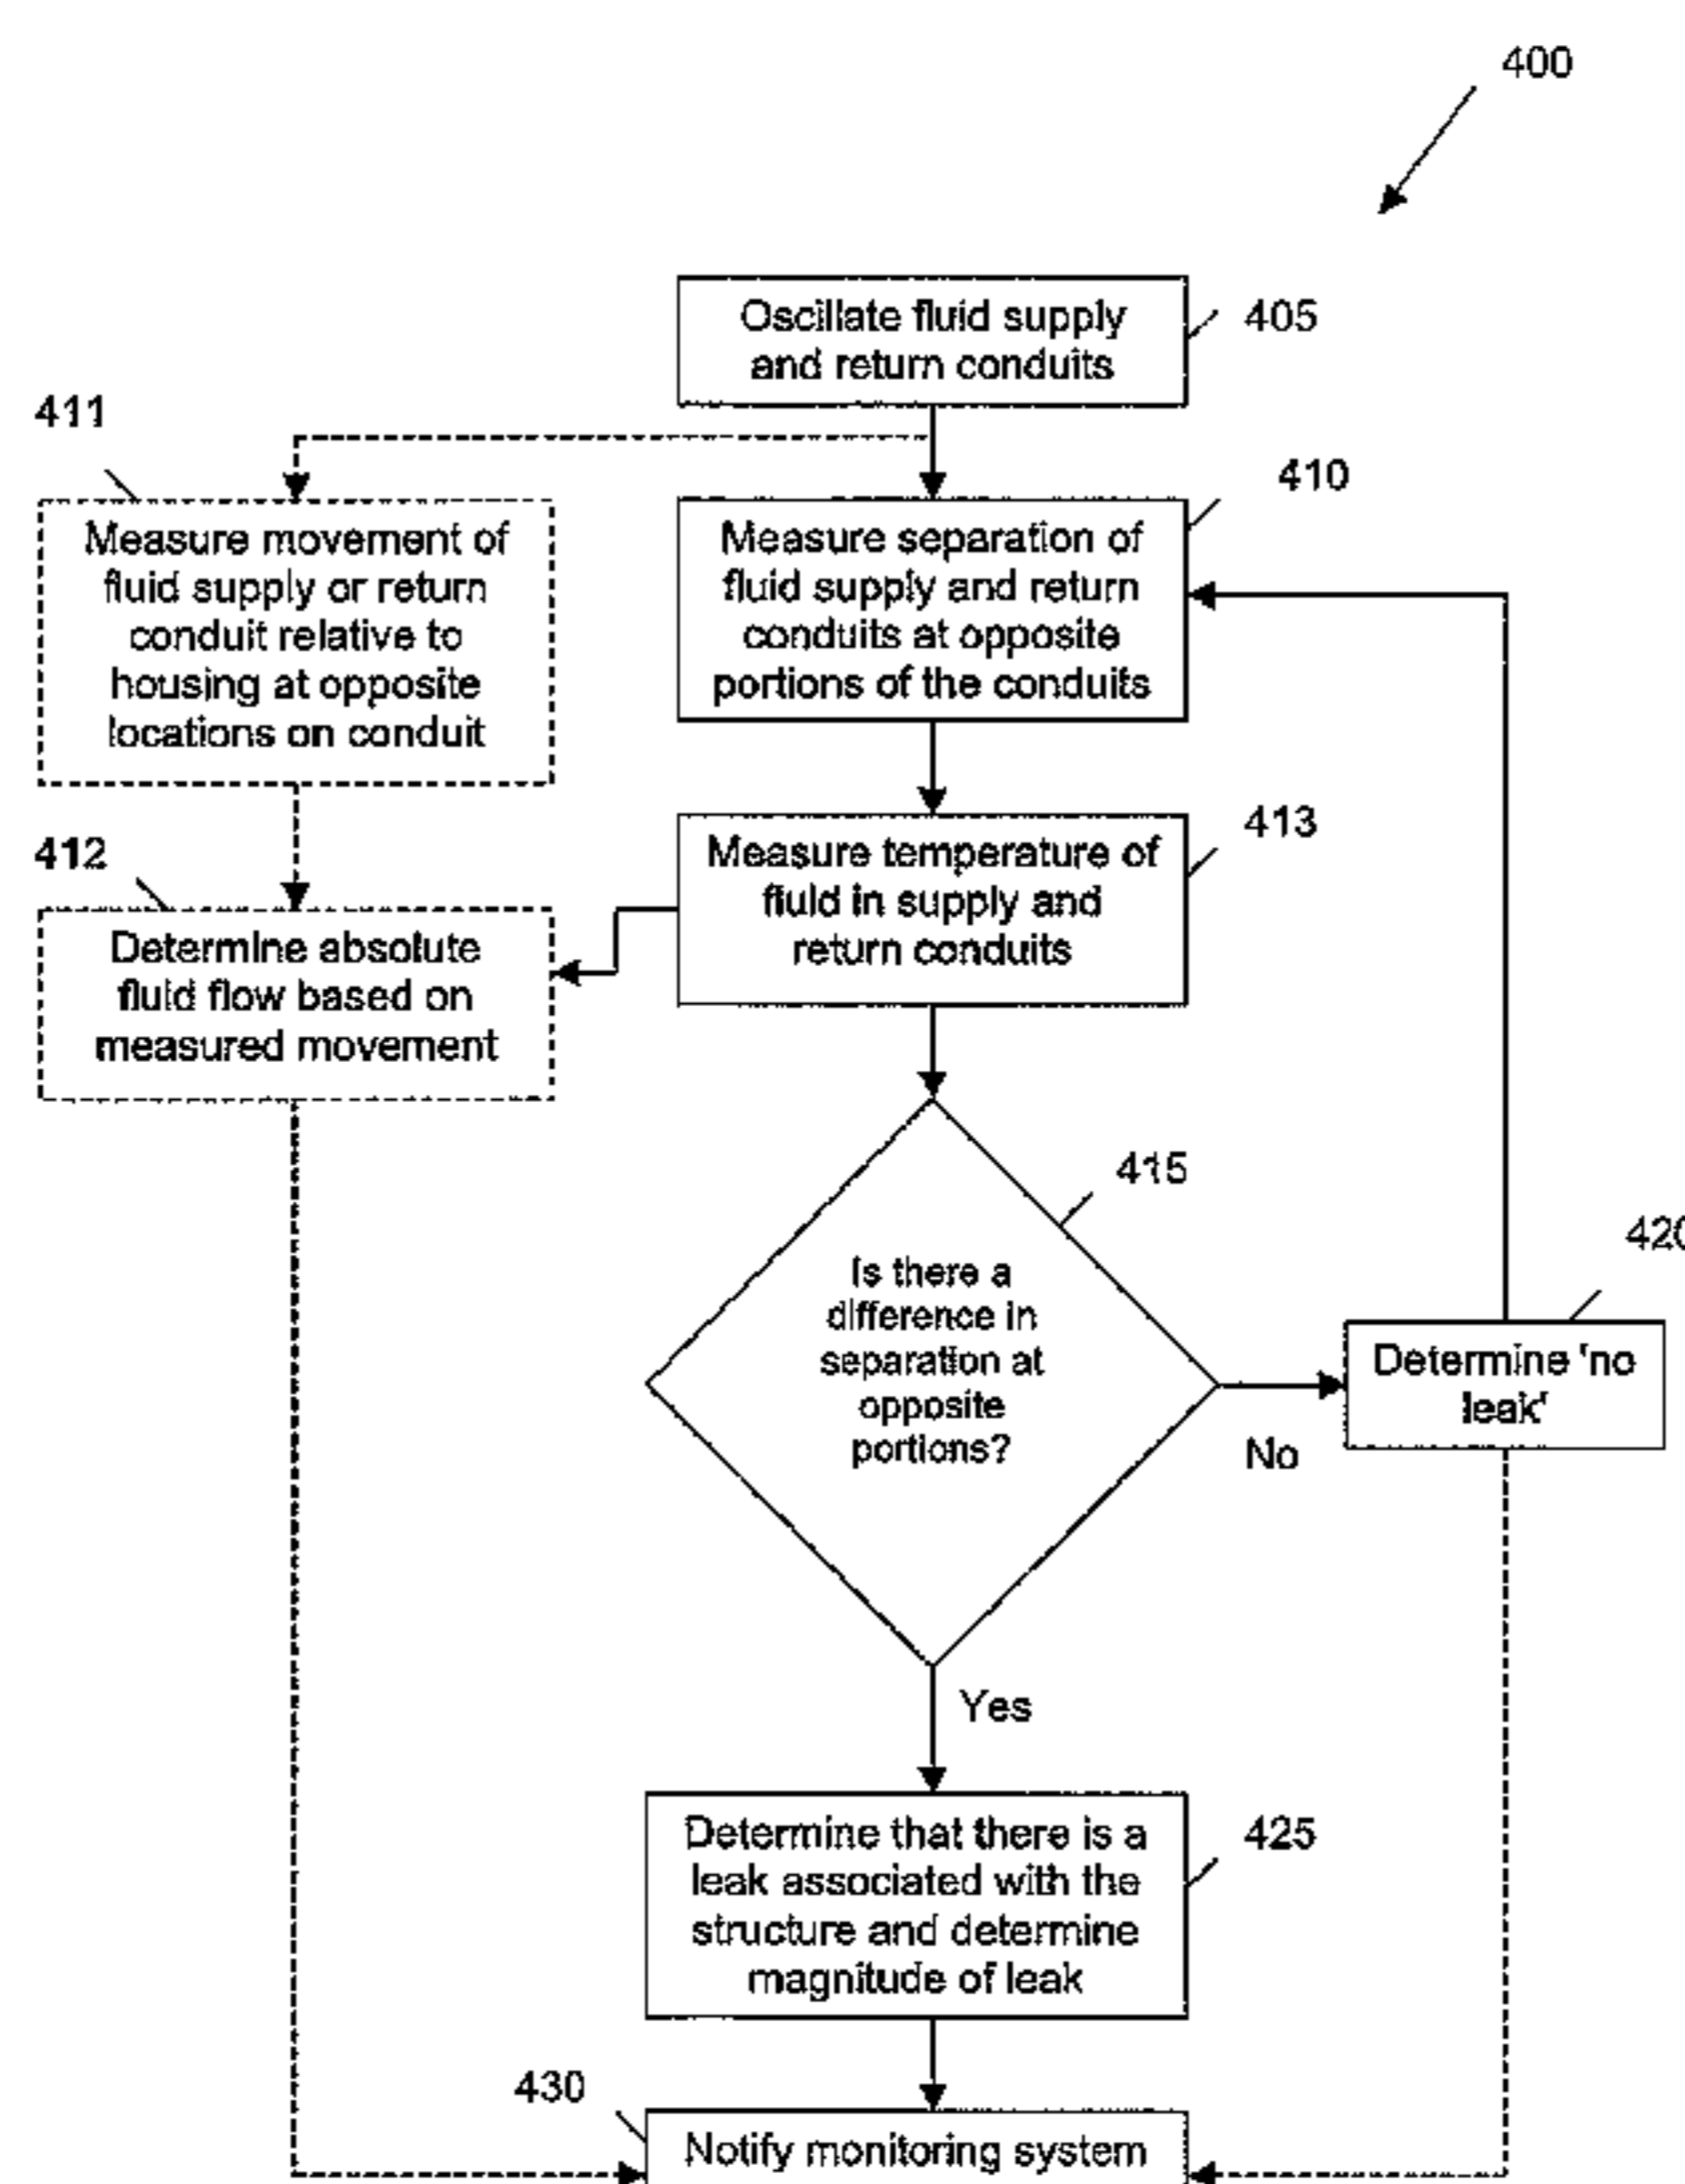 400
Oscillate fluid supply
and return conduits
405
411
Measure movement of
fluid supply or return
conduit relative to
housing at opposite
locations on conduit
410
Measure separation of
fluid supply and return
conduits at opposite
portions of the conduits
412
Determine absolute
fluid flow based on
measured movement
413
Measure temperature of
fluid in supply and
return conduits
415
Is there a
difference in
separation at
opposite
portions?
No
420
Determine 'no
leak'
Yes
Determine that there is a
leak associated with the
structure and determine
magnitude of leak
425
430
Notify monitoring system